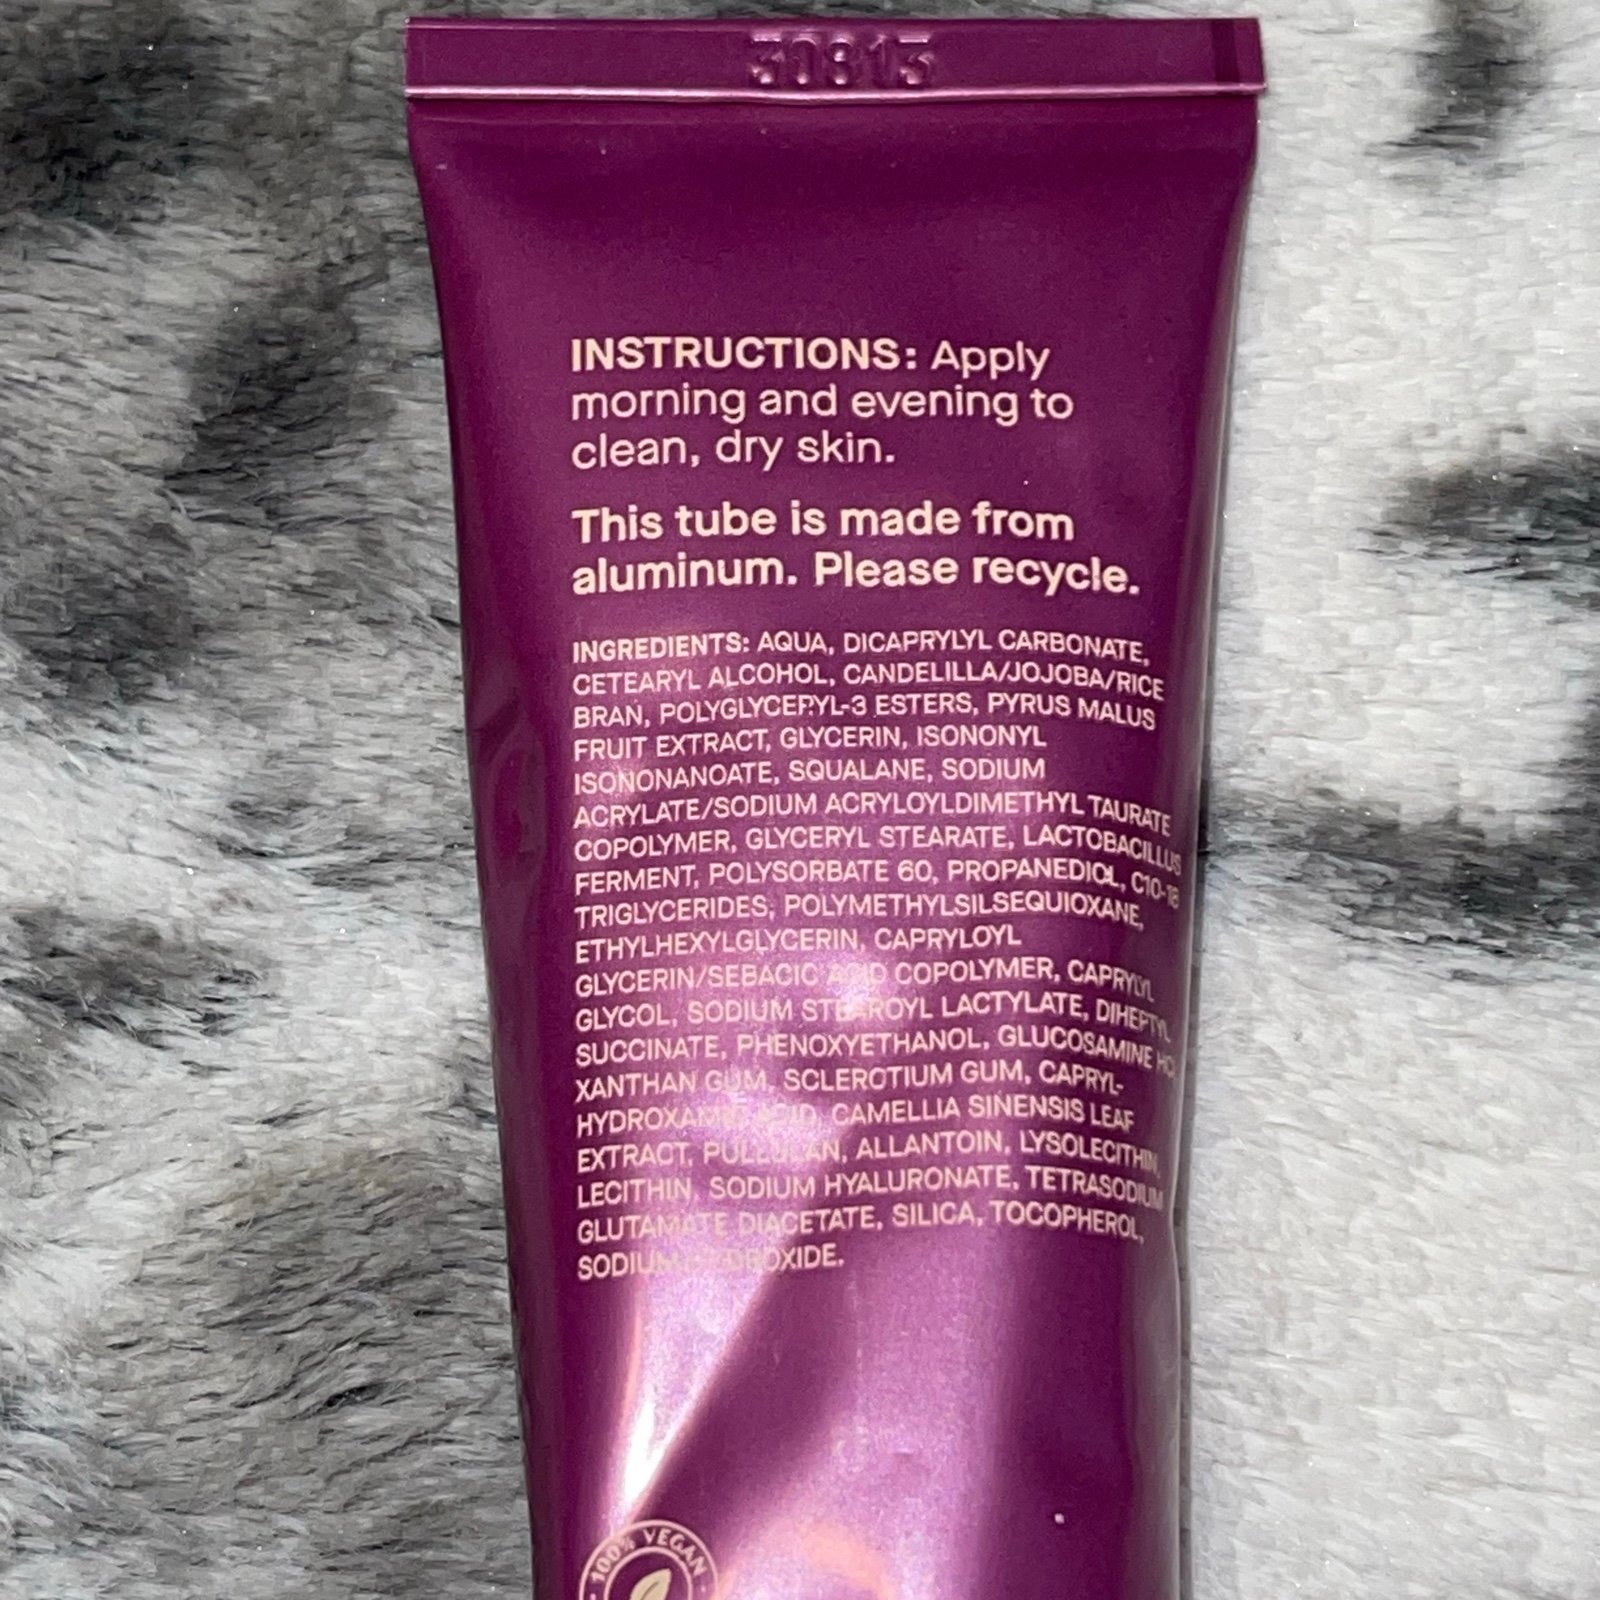 30813
INSTRUCTIONS: Apply
morning and evening to
clean, dry skin.
This tube is made from
aluminum. Please recycle.
INGREDIENTS: AQUA, DICAPRYLYL CARBONATE,
CETEARYL ALCOHOL, CANDELILLA/JOJOBA/RICE
BRAN, POLYGLYCERYL-3 ESTERS, PYRUS MALUS
FRUIT EXTRACT, GLYCERIN, ISONONYL
ISONONANOATE, SQUALANE, SODIUM
ACRYLATE/SODIUM ACRYLOYLDIMETHYL TAURATE
COPOLYMER, GLYCERYL STEARATE, LACTOBACILLUS
FERMENT, POLYSORBATE 60, PROPANEDIOL, C10-18
TRIGLYCERIDES, POLYMETHYLSILSEQUIOXANE,
ETHYLHEXYLGLYCERIN, CAPRYLOYL
GLYCERIN/SEBACIC ACID COPOLYMER, CAPRYLYL
GLYCOL, SODIUM STEAROYL LACTYLATE, DIHEPTYL
SUCCINATE, PHENOXYETHANOL, GLUCOSAMINE HCl,
XANTHAN GUM, SCLEROTIUM GUM, CAPRYL-
HYDROXAMIC ACID, CAMELLIA SINENSIS LEAF
EXTRACT, PULLULAN, ALLANTOIN, LYSOLECITHIN,
LECITHIN, SODIUM HYALURONATE, TETRASODIUM
GLUTAMATE DIACETATE, SILICA, TOCOPHEROL,
SODIUM HYDROXIDE.
100% VEGAN